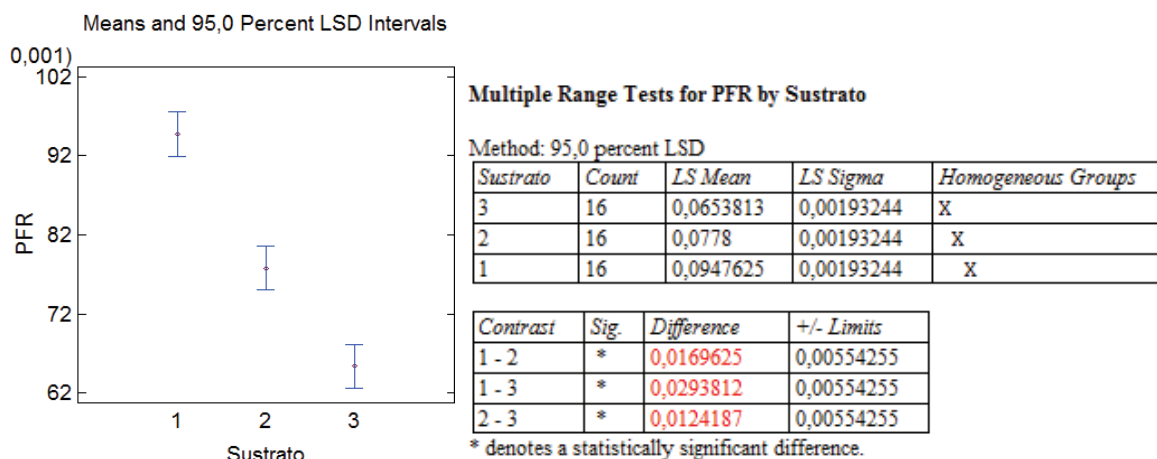 Means and 95,0 Percent LSD Intervals
0,001)
102
92
82
72
62
PFR
1 2 3
Sustrato
Multiple Range Tests for PFR by Sustrato
Method: 95,0 percent LSD
Sustrato Count LS Mean LS Sigma Homogeneous Groups
3 16 0,0653813 0,00193244 X
2 16 0,0778 0,00193244 X
1 16 0,0947625 0,00193244 X
Contrast Sig. Difference +/- Limits
1 - 2 * 0,0169625 0,00554255
1 - 3 * 0,0293812 0,00554255
2 - 3 * 0,0124187 0,00554255
* denotes a statistically significant difference.